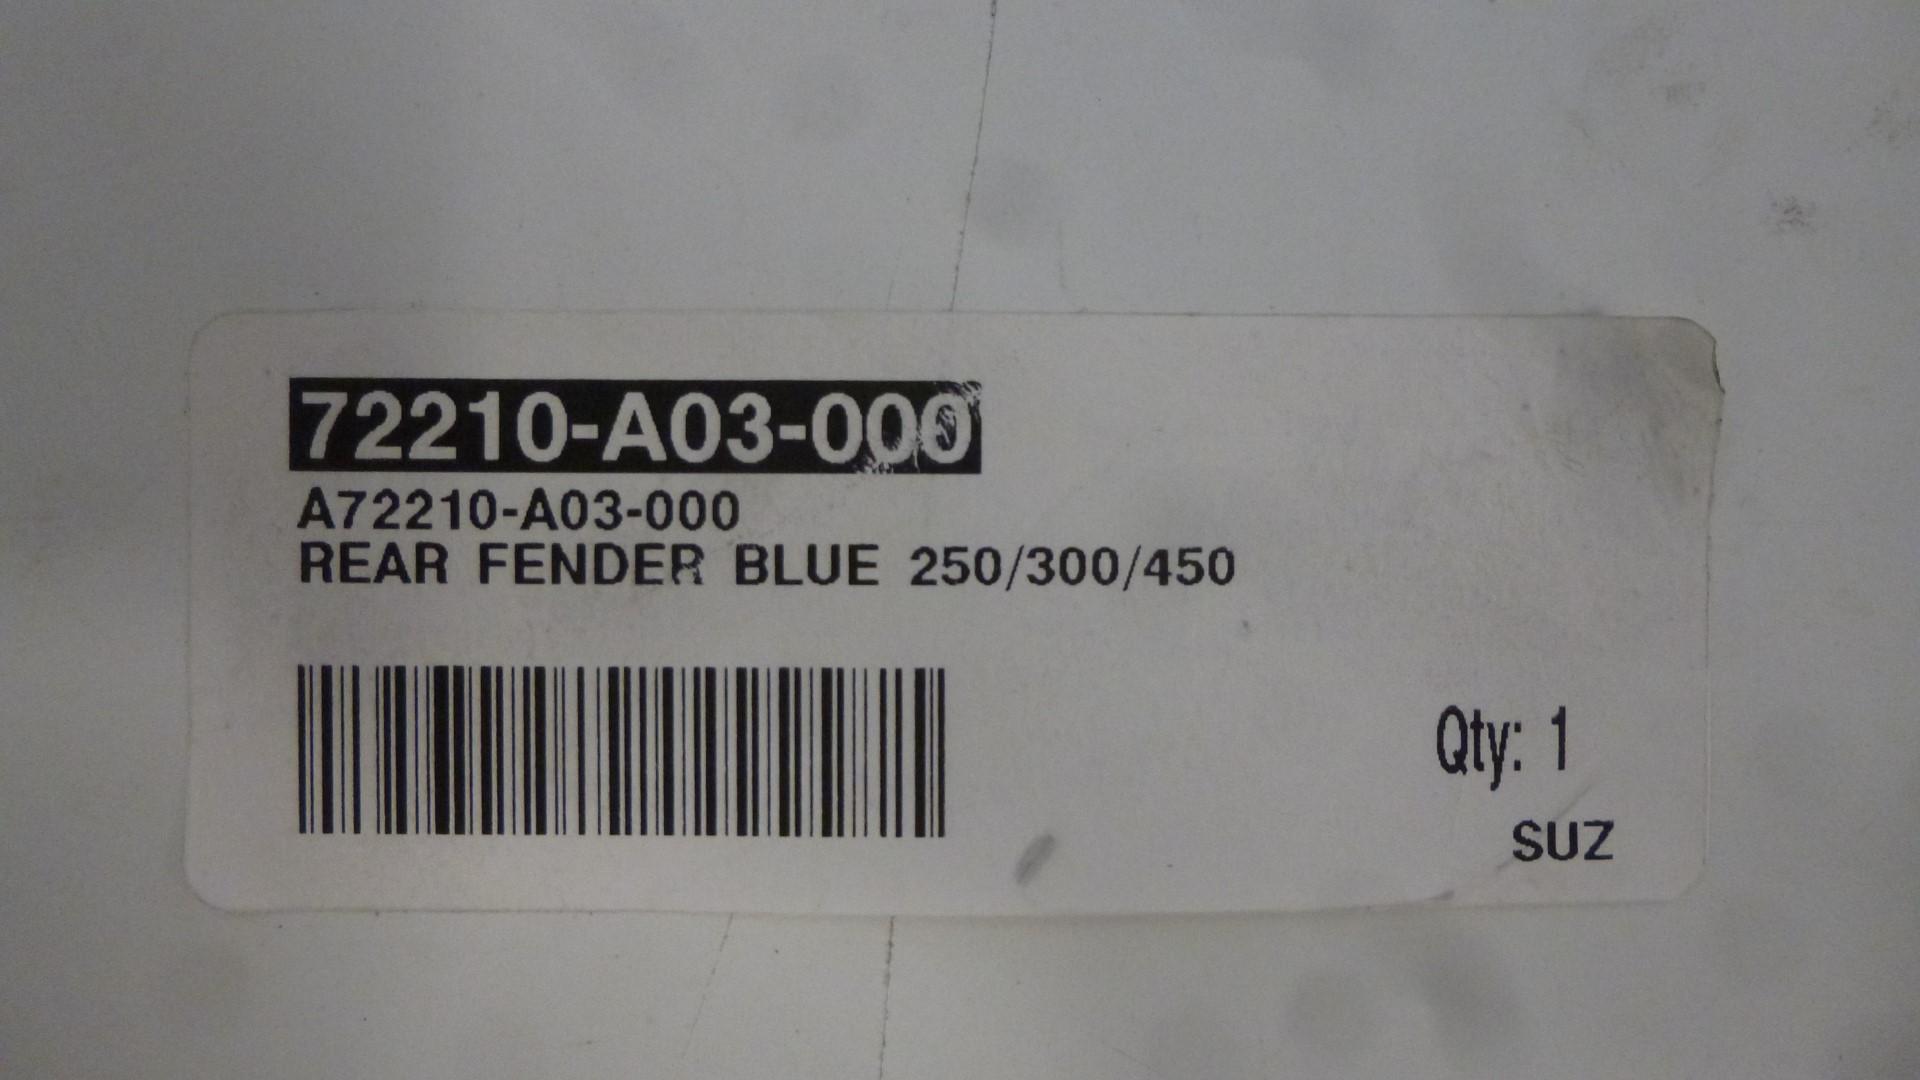 72210-A03-000
A72210-A03-000
REAR FENDER BLUE 250/300/450
Qty: 1
SUZ